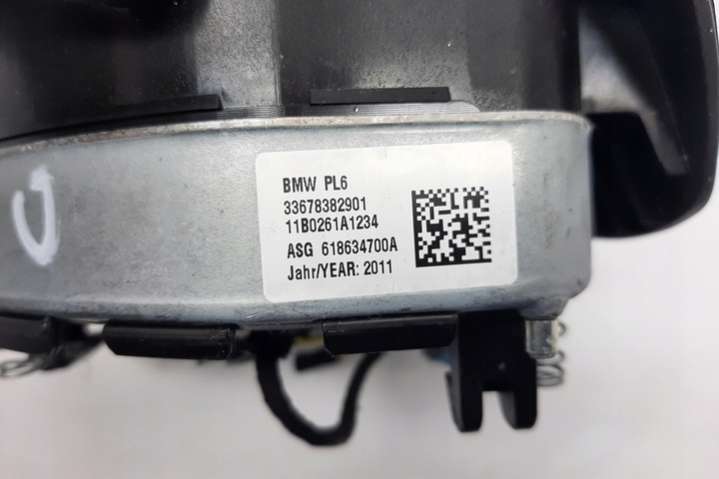 BMW PL6
33678382901
11B0261A1234
ASG 618634700A
Jahr/YEAR: 2011